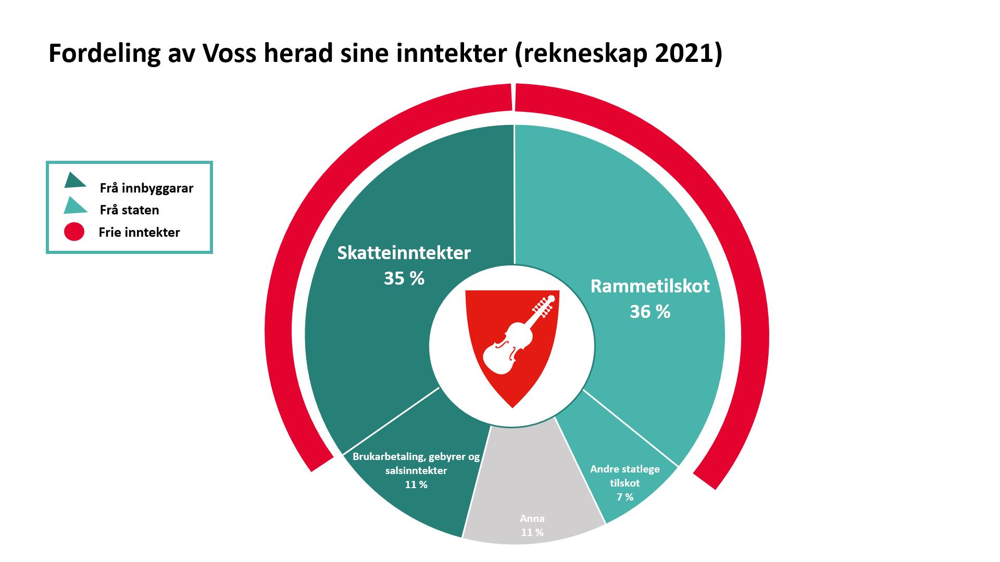 Fordeling av Voss herad sine inntekter (rekneskap 2021)
Frå innbyggarar
Frå staten
Frie inntekter
Skatteinntekter
35 %
Rammetilskot
36 %
Brukarbetaling, gebyrer og
salsinntekter
11 %
Andre statlege
tilskot
7 %
Anna
11 %